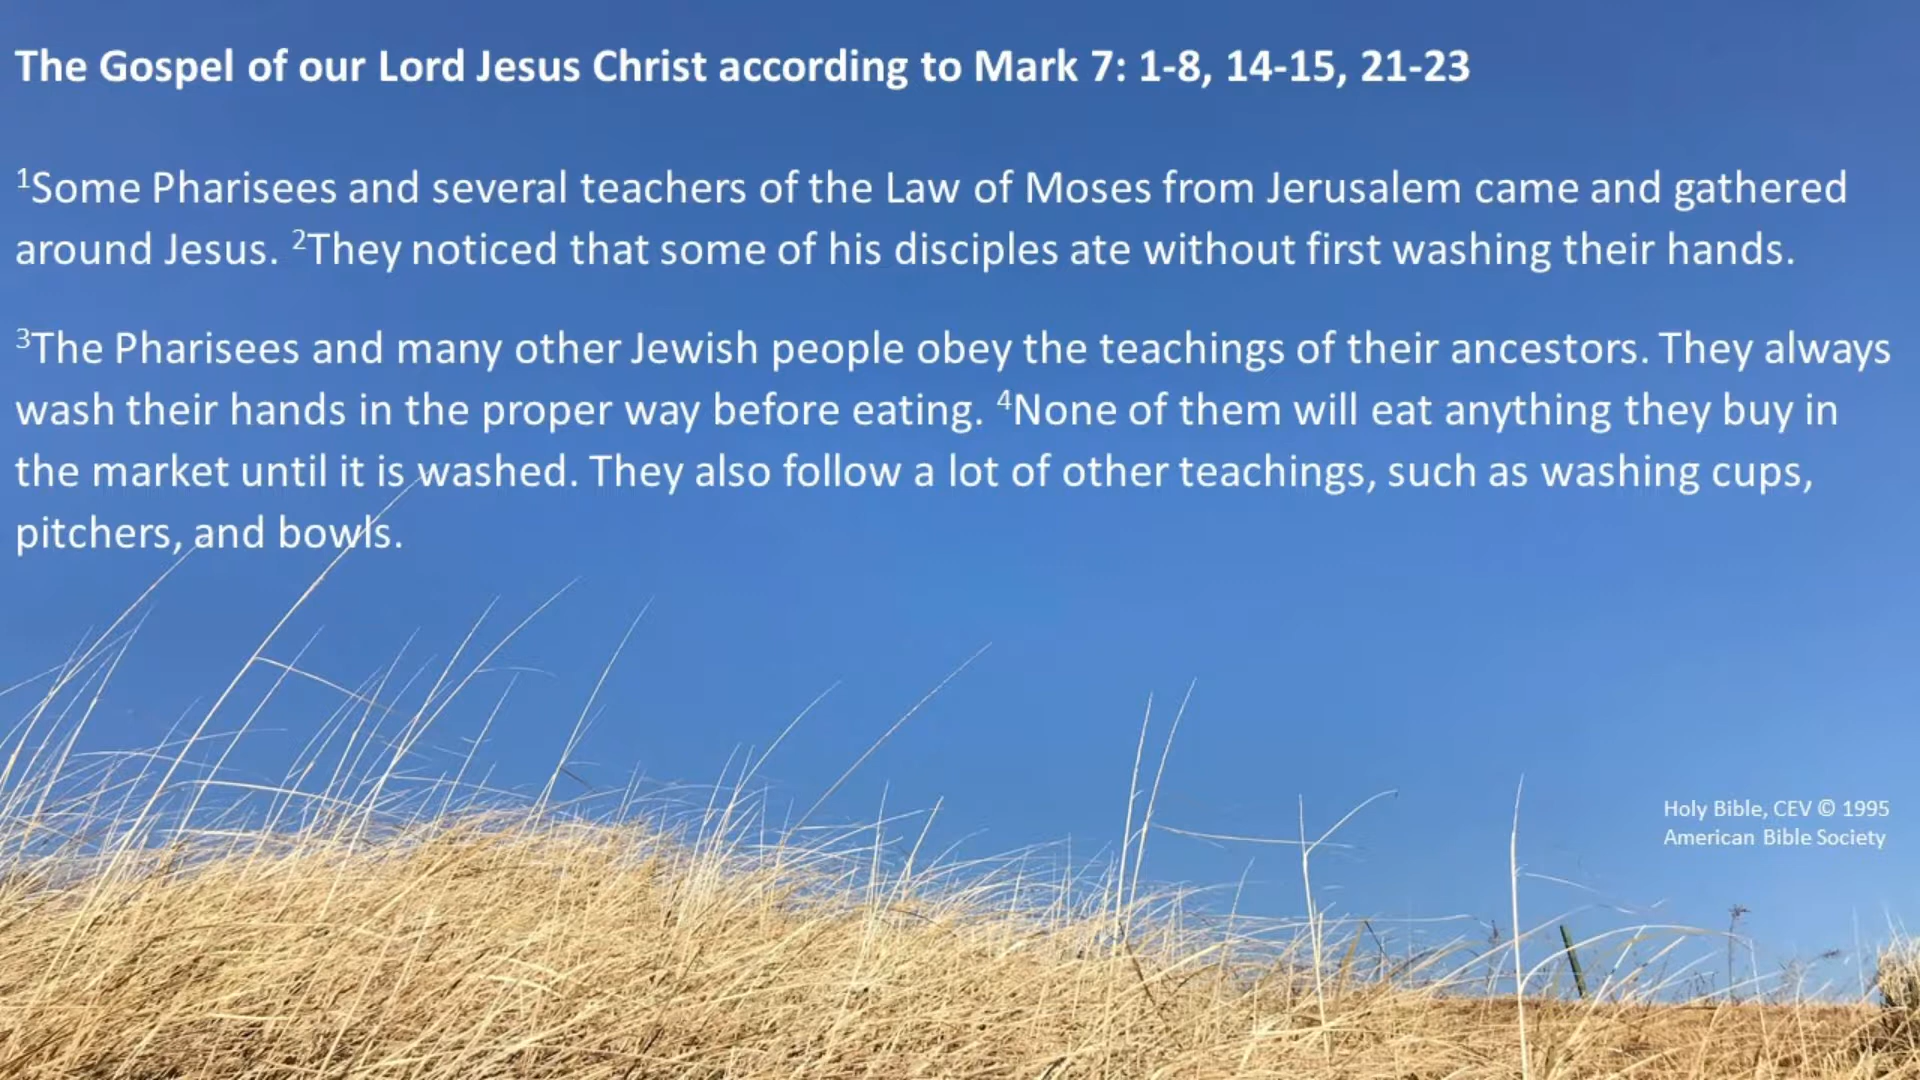 The Gospel of our Lord Jesus Christ according to Mark 7: 1-8, 14-15, 21-23
¹Some Pharisees and several teachers of the Law of Moses from Jerusalem came and gathered
around Jesus. ²They noticed that some of his disciples ate without first washing their hands.
³The Pharisees and many other Jewish people obey the teachings of their ancestors. They always
wash their hands in the proper way before eating. ⁴None of them will eat anything they buy in
the market until it is washed. They also follow a lot of other teachings, such as washing cups,
pitchers, and bowls.
Holy Bible, CEV © 1995
American Bible Society